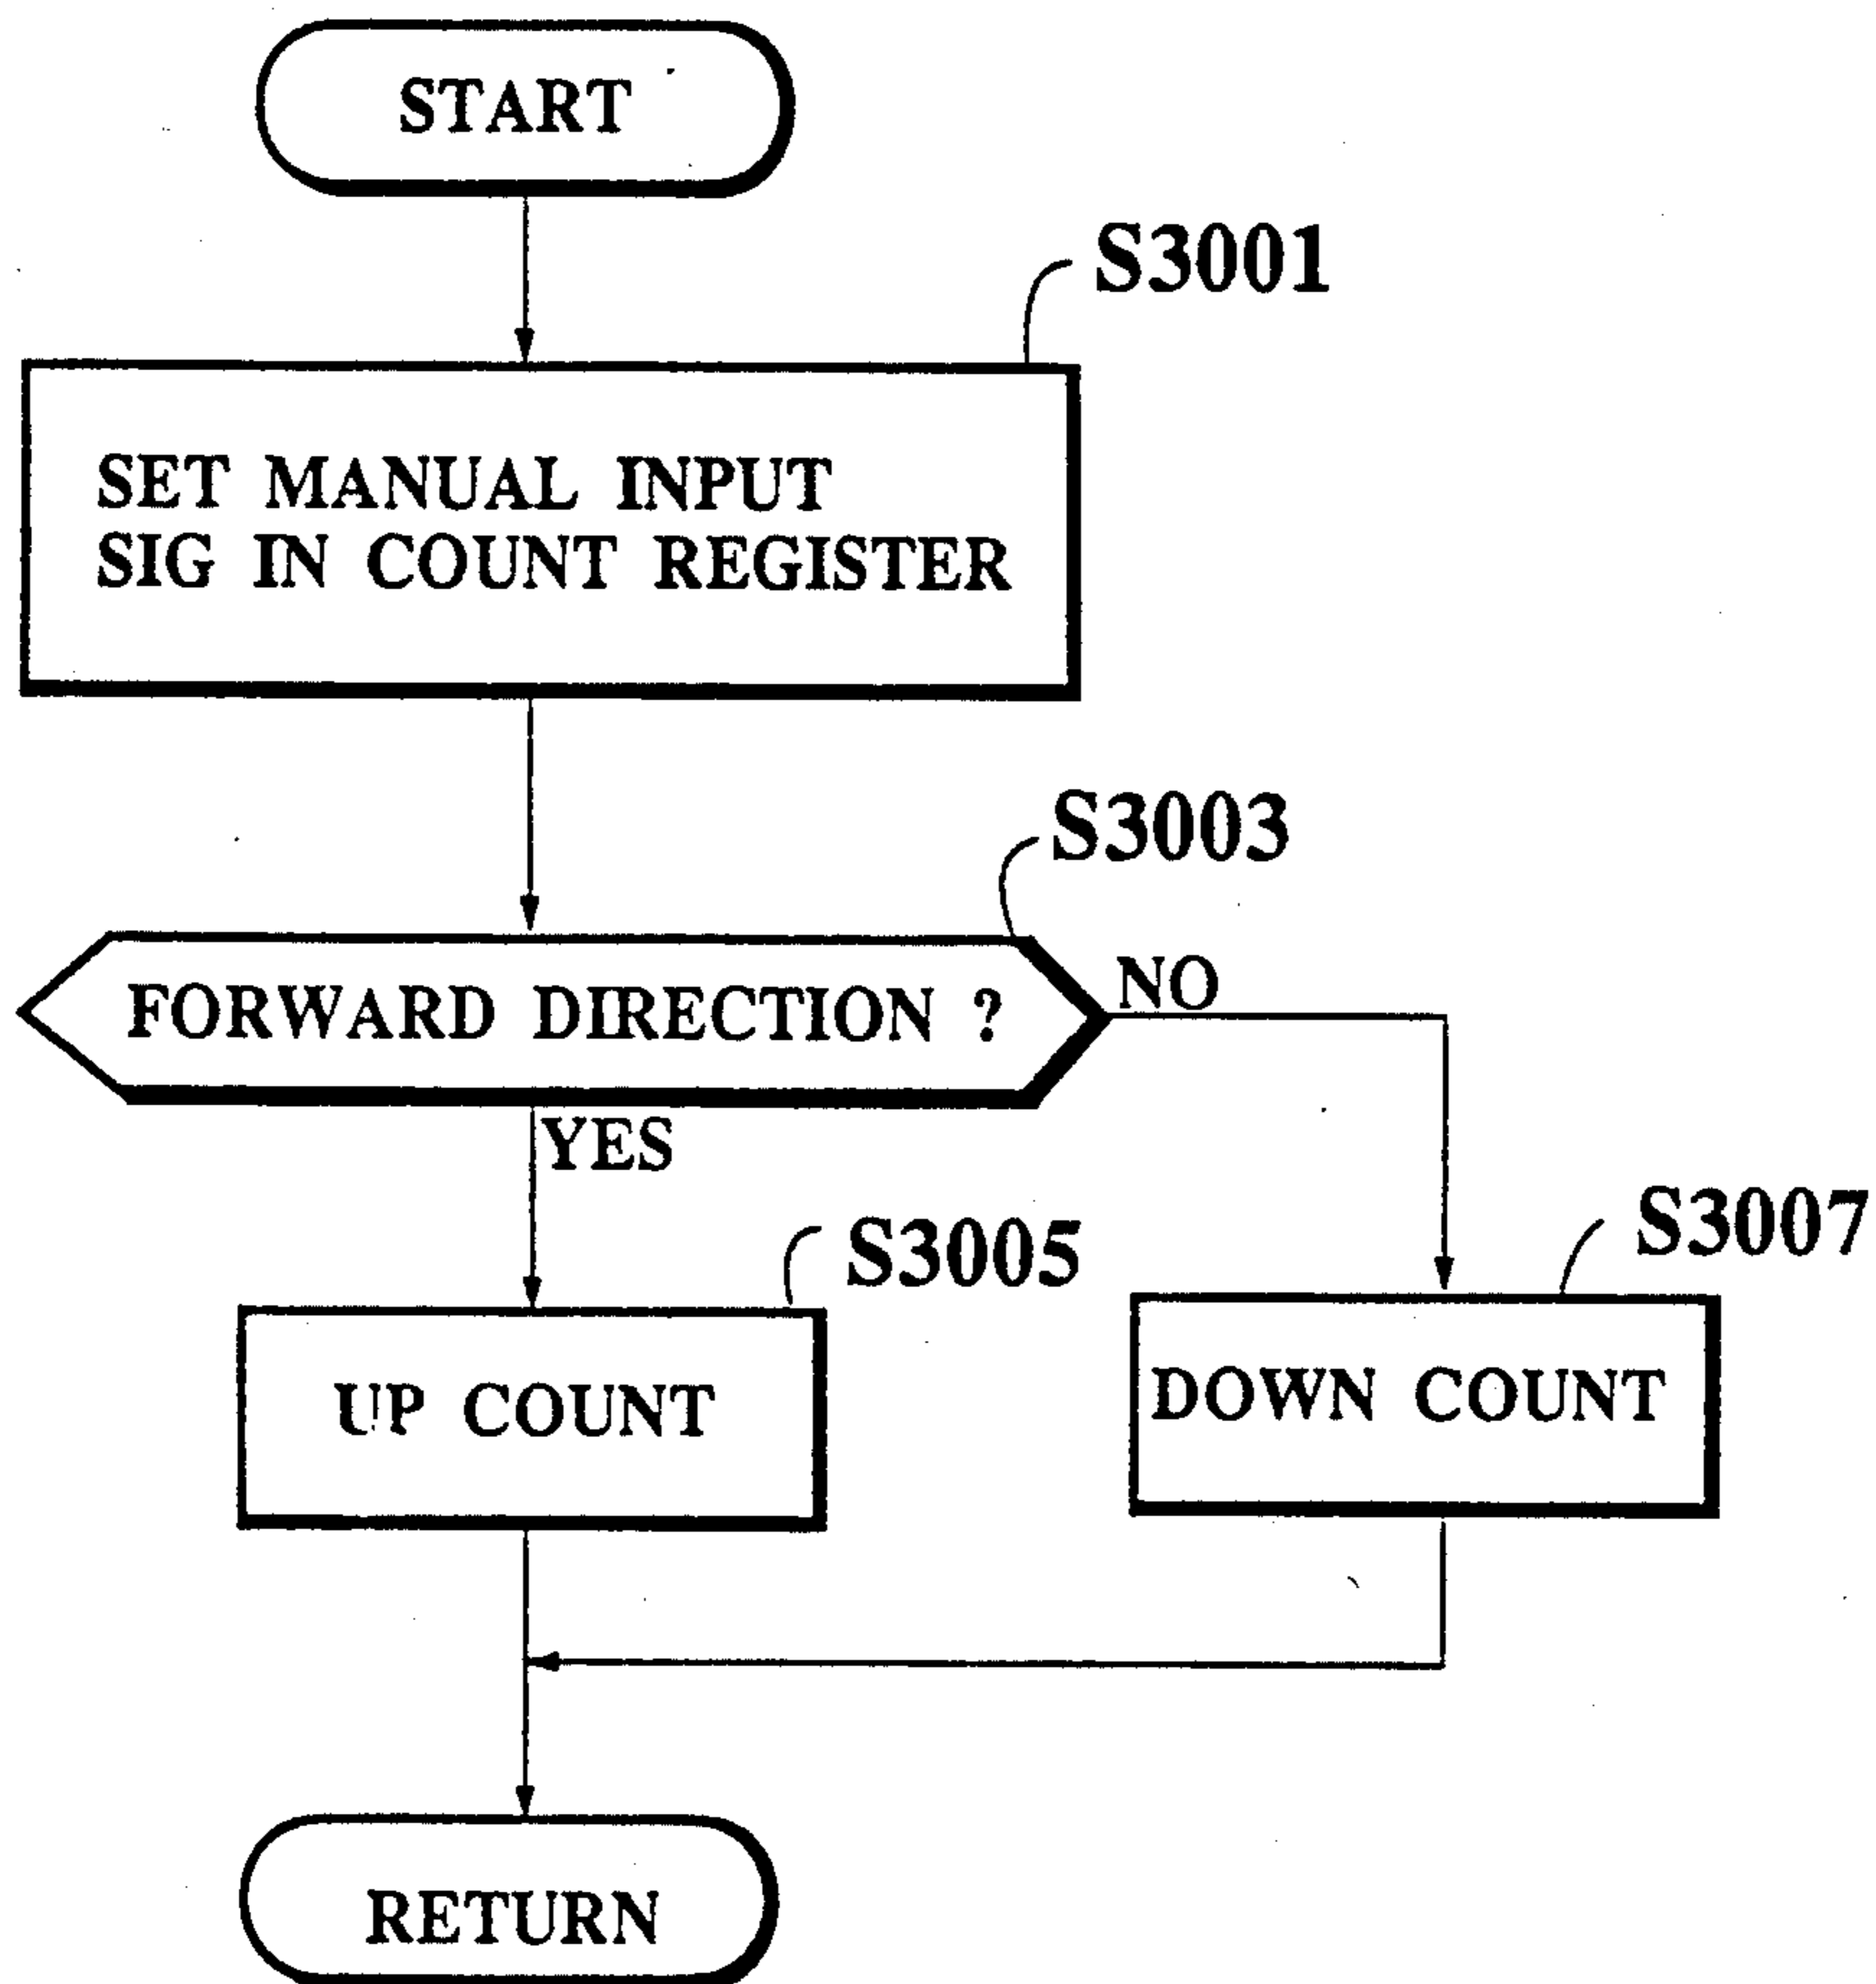 START
S3001
SET MANUAL INPUT
SIG IN COUNT REGISTER
S3003
FORWARD DIRECTION ?
NO
YES
S3005
S3007
UP COUNT
DOWN COUNT
RETURN